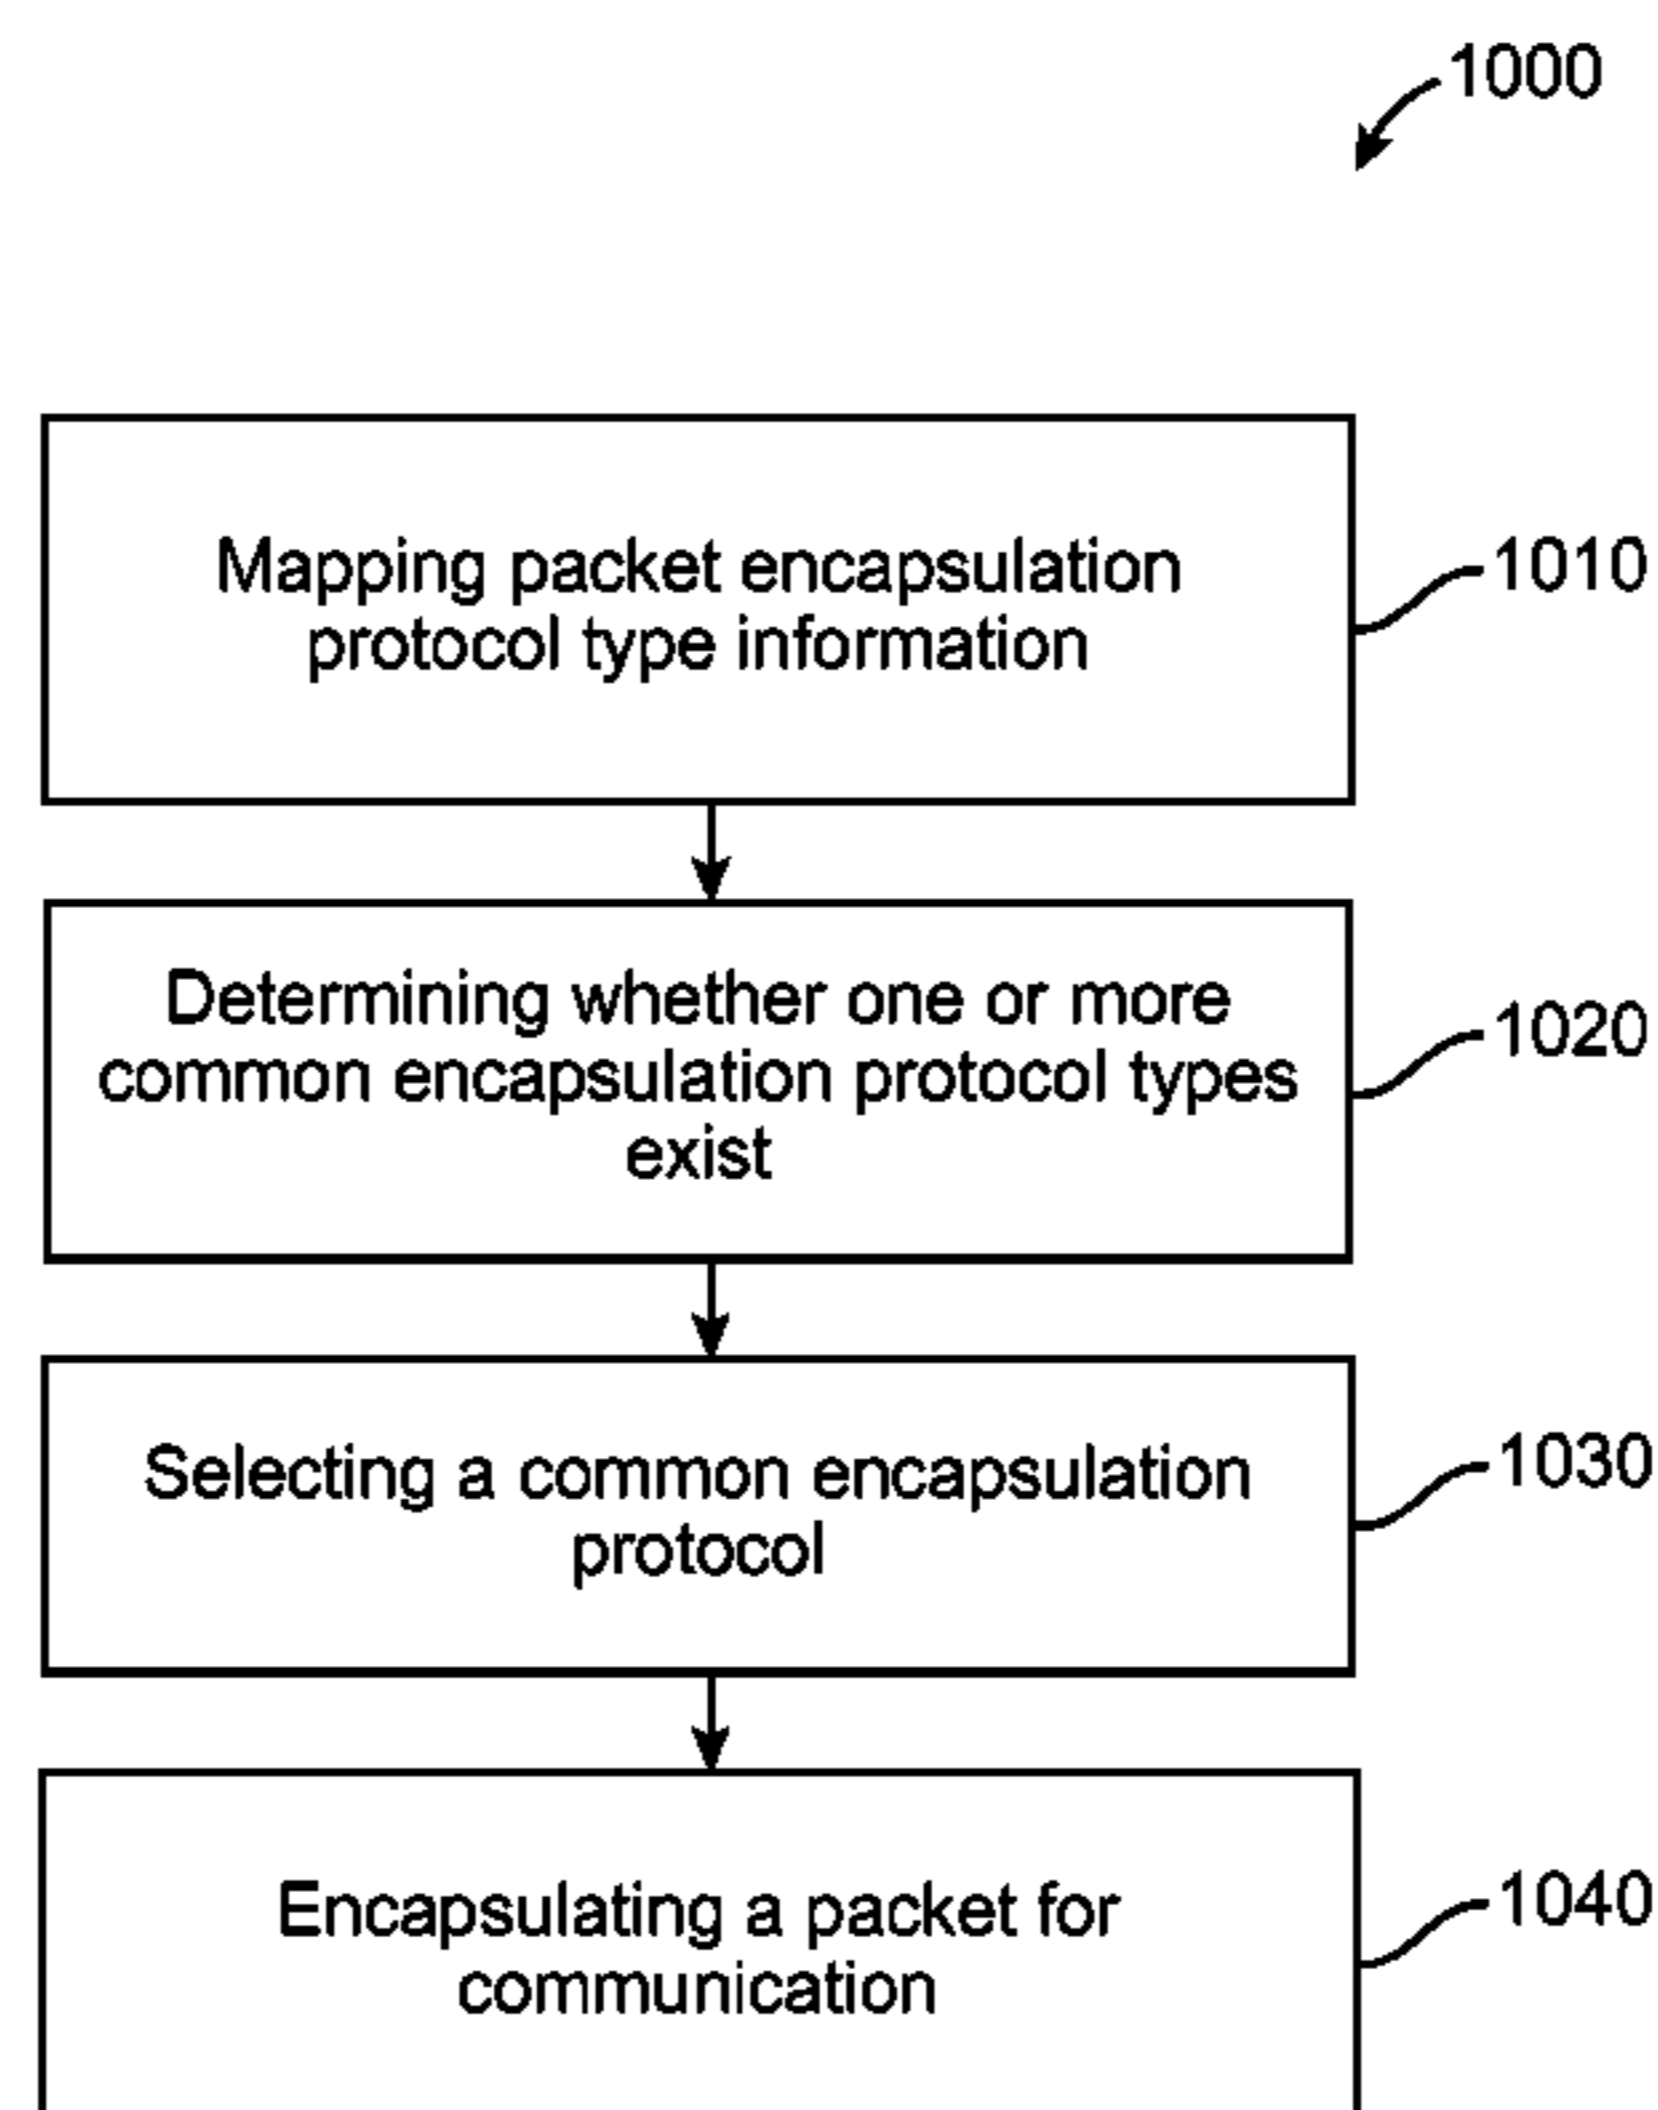 1000
Mapping packet encapsulation
protocol type information
1010
Determining whether one or more
common encapsulation protocol types
exist
1020
Selecting a common encapsulation
protocol
1030
Encapsulating a packet for
communication
1040